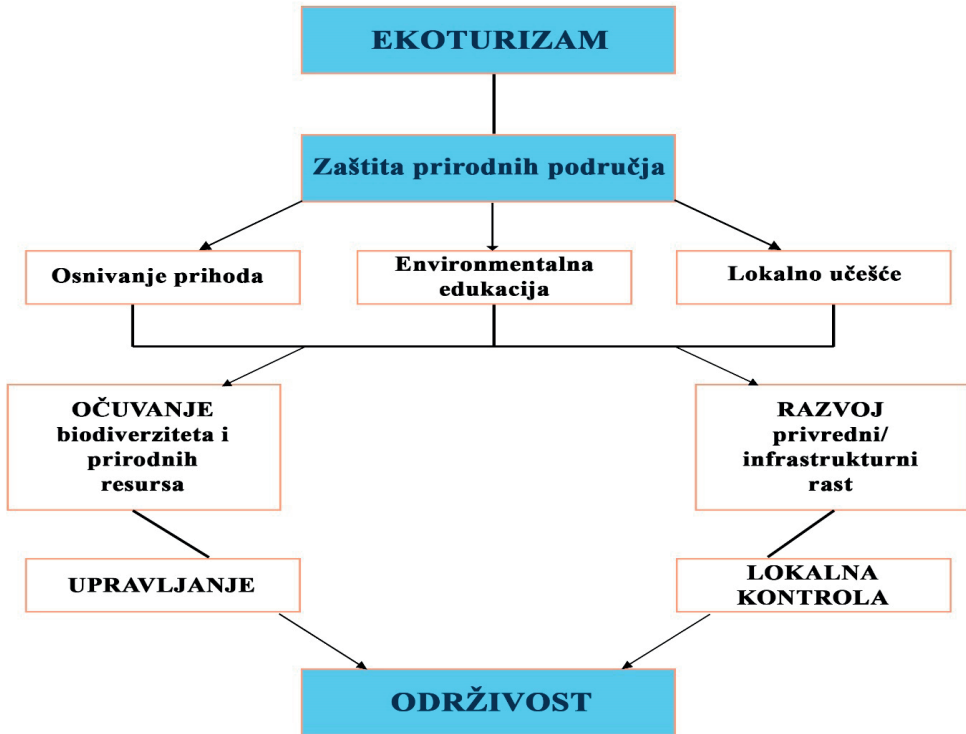 EKOTURIZAM
Zaštita prirodnih područja
Osnivanje prihoda
Environmentalna
edukacija
Lokalno učešće
OČUVANJE
biodiverziteta i
prirodnih
resursa
RAZVOJ
privredni/
infrastrukturni
rast
UPRAVLJANJE
LOKALNA
KONTROLA
ODRŽIVOST